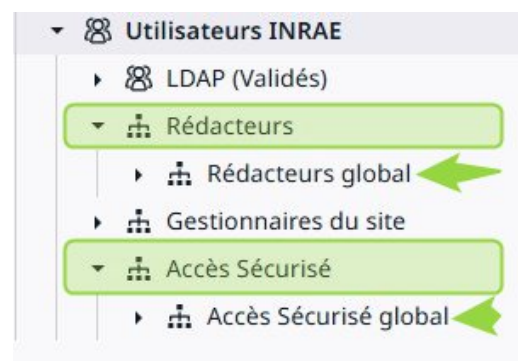 Utilisateurs INRAE
LDAP (Validés)
Rédacteurs
Rédacteurs global
Gestionnaires du site
Accès Sécurisé
Accès Sécurisé global